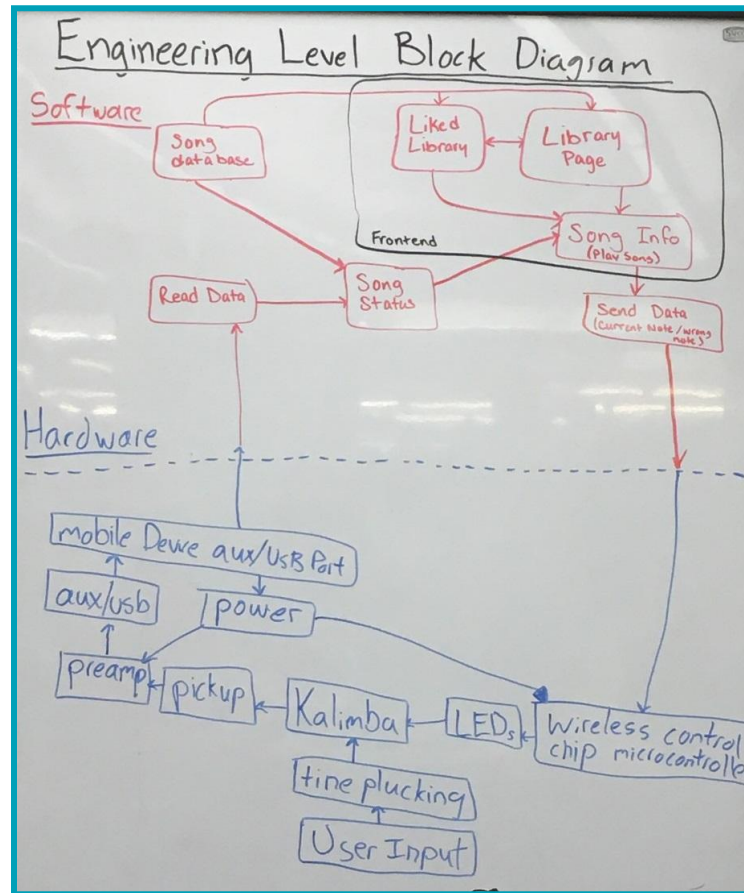 Engineering Level Block Diagram
Software
Song
database
Liked
Library
Library
Page
Frontend
Song Info
(Play Song)
Read Data
Song
Status
Send Data
(Current Note/wrong
note)
Hardware
mobile Device aux/USB Port
aux/usb
power
preamp
pickup
Kalimba
LEDs
Wireless control
chip microcontrolle
tine plucking
User Input